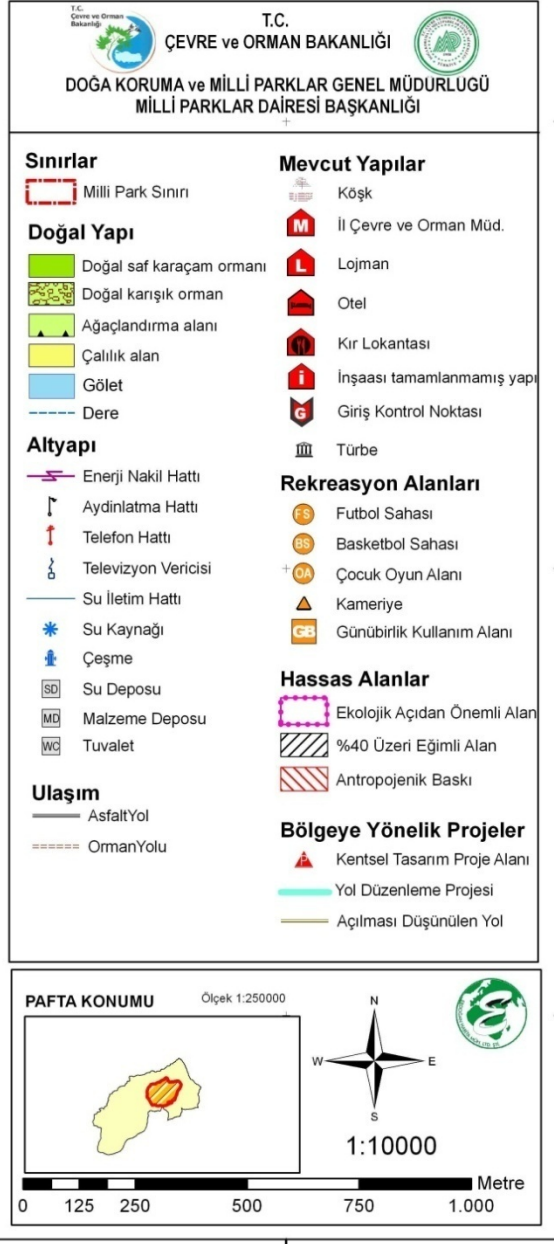 T.C.
Çevre ve Orman
Bakanlığı
T.C.
ÇEVRE ve ORMAN BAKANLIĞI
DOĞA KORUMA ve MİLLİ PARKLAR GENEL MÜDÜRLÜĞÜ
MİLLİ PARKLAR DAİRESİ BAŞKANLIĞI
Sınırlar
Milli Park Sınırı
Doğal Yapı
Doğal saf karaçam ormanı
Doğal karışık orman
Ağaçlandırma alanı
Çalılık alan
Gölet
Dere
Altyapı
Enerji Nakil Hattı
Aydinlatma Hattı
Telefon Hattı
Televizyon Vericisi
Su İletim Hattı
Su Kaynağı
Çeşme
SD Su Deposu
MD Malzeme Deposu
WC Tuvalet
Ulaşım
AsfaltYol
OrmanYolu
Mevcut Yapılar
Köşk
M İl Çevre ve Orman Müd.
L Lojman
Otel
Kır Lokantası
i İnşaası tamamlanmamış yapı
G Giriş Kontrol Noktası
Türbe
Rekreasyon Alanları
FS Futbol Sahası
BS Basketbol Sahası
OA Çocuk Oyun Alanı
Kameriye
GB Günübirlik Kullanım Alanı
Hassas Alanlar
Ekolojik Açıdan Önemli Alan
%40 Üzeri Eğimli Alan
Antropojenik Baskı
Bölgeye Yönelik Projeler
P Kentsel Tasarım Proje Alanı
Yol Düzenleme Projesi
Açılması Düşünülen Yol
PAFTA KONUMU
Ölçek 1:250000
N
W E
S
1:10000
Metre
0 125 250 500 750 1.000